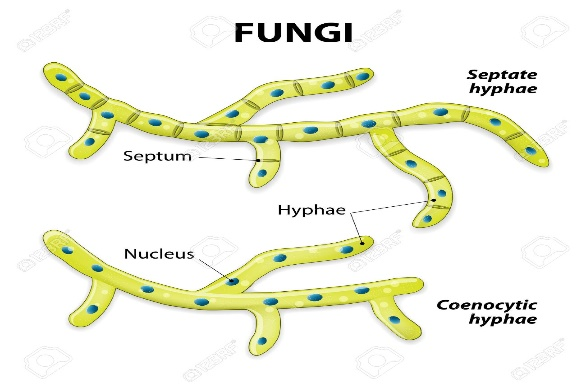 FUNGI
Septate
hyphae
Septum
Hyphae
Nucleus
Coenocytic
hyphae